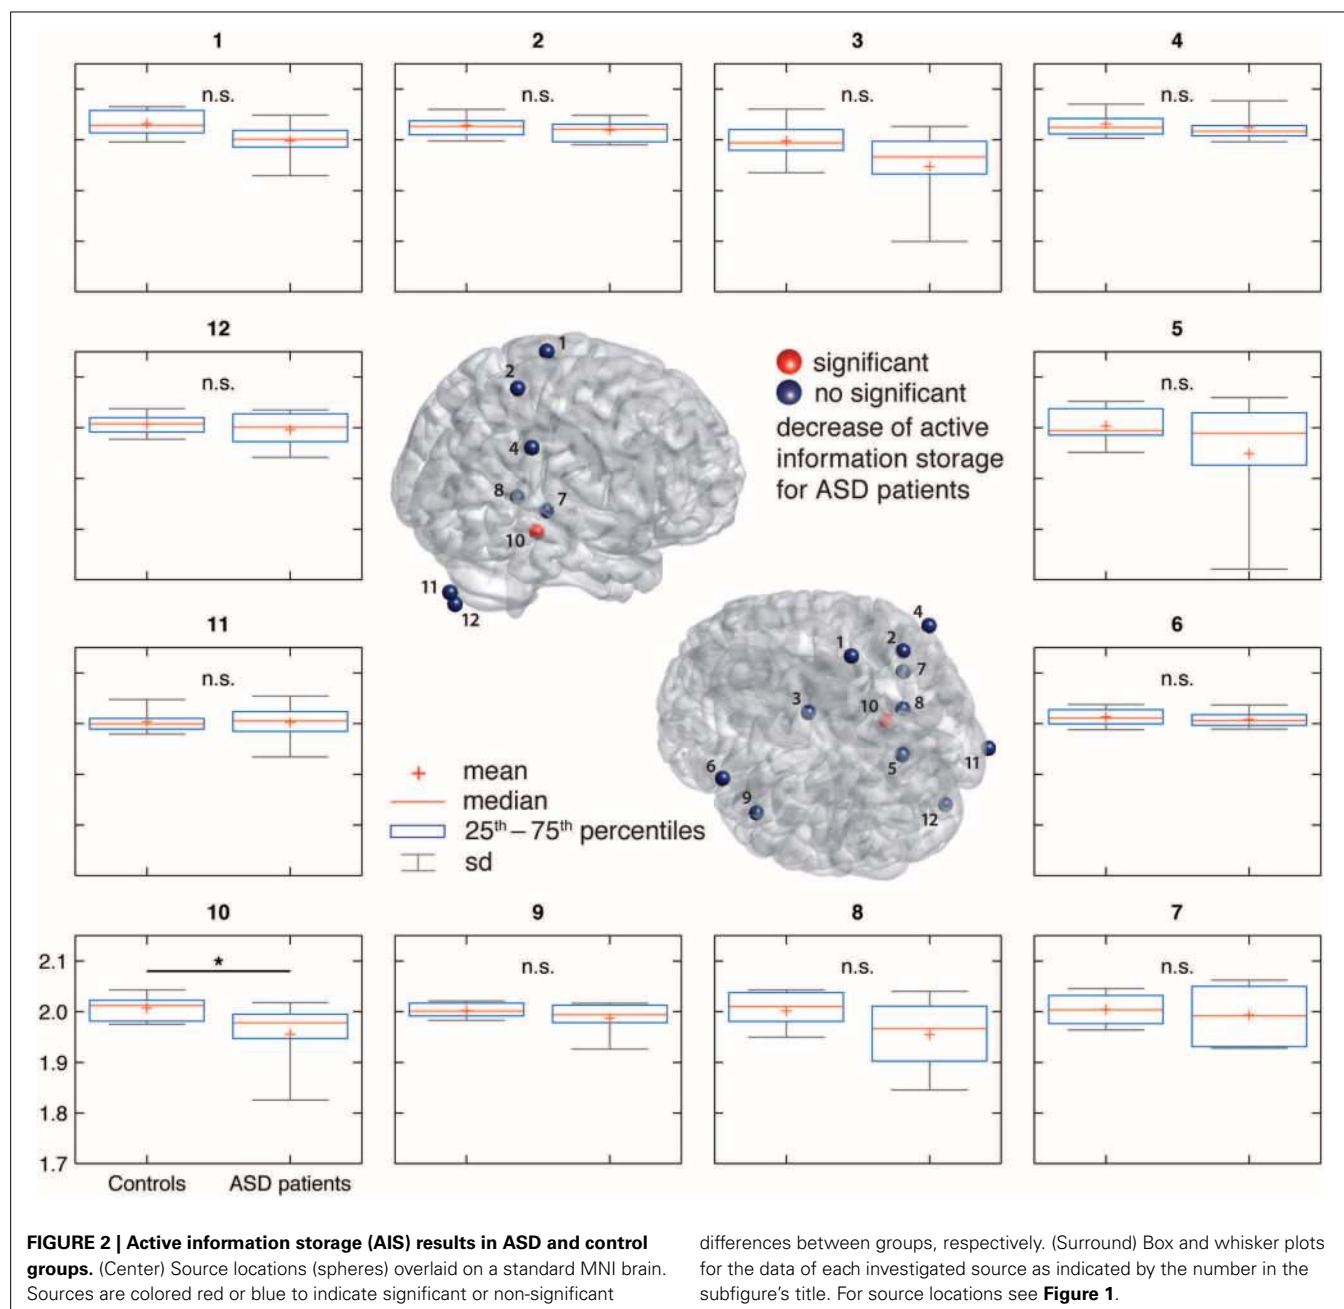 1
2
3
4
n.s.
n.s.
n.s.
n.s.
12
5
n.s.
n.s.
1
2
4
8
7
10
11
12
significant
no significant
decrease of active
information storage
for ASD patients
11
6
n.s.
n.s.
4
1
2
7
3
10
8
6
5
11
9
12
mean
median
25th – 75th percentiles
sd
10
9
8
7
*
n.s.
n.s.
n.s.
2.1
2.0
1.9
1.8
1.7
Controls
ASD patients
FIGURE 2 | Active information storage (AIS) results in ASD and control
groups. (Center) Source locations (spheres) overlaid on a standard MNI brain.
Sources are colored red or blue to indicate significant or non-significant
differences between groups, respectively. (Surround) Box and whisker plots
for the data of each investigated source as indicated by the number in the
subfigure's title. For source locations see Figure 1.